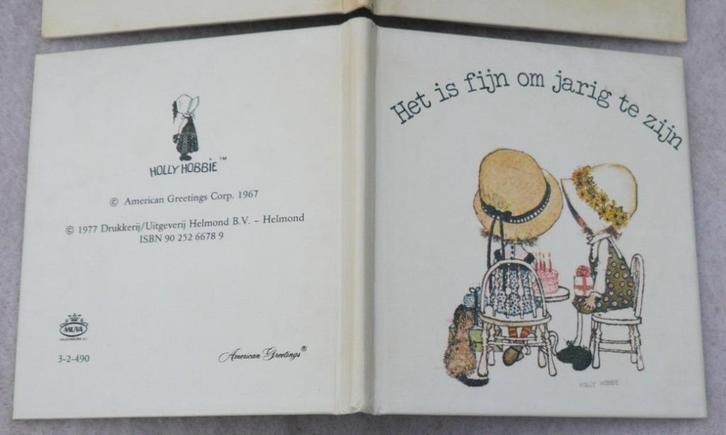 HOLLY HOBBIE™
© American Greetings Corp. 1967
© 1977 Drukkerij/Uitgeverij Helmond B.V. – Helmond
ISBN 90 252 6678 9
MUVA
3-2-490
American Greetings®
Het is fijn om jarig te zijn
HOLLY HOBBIE